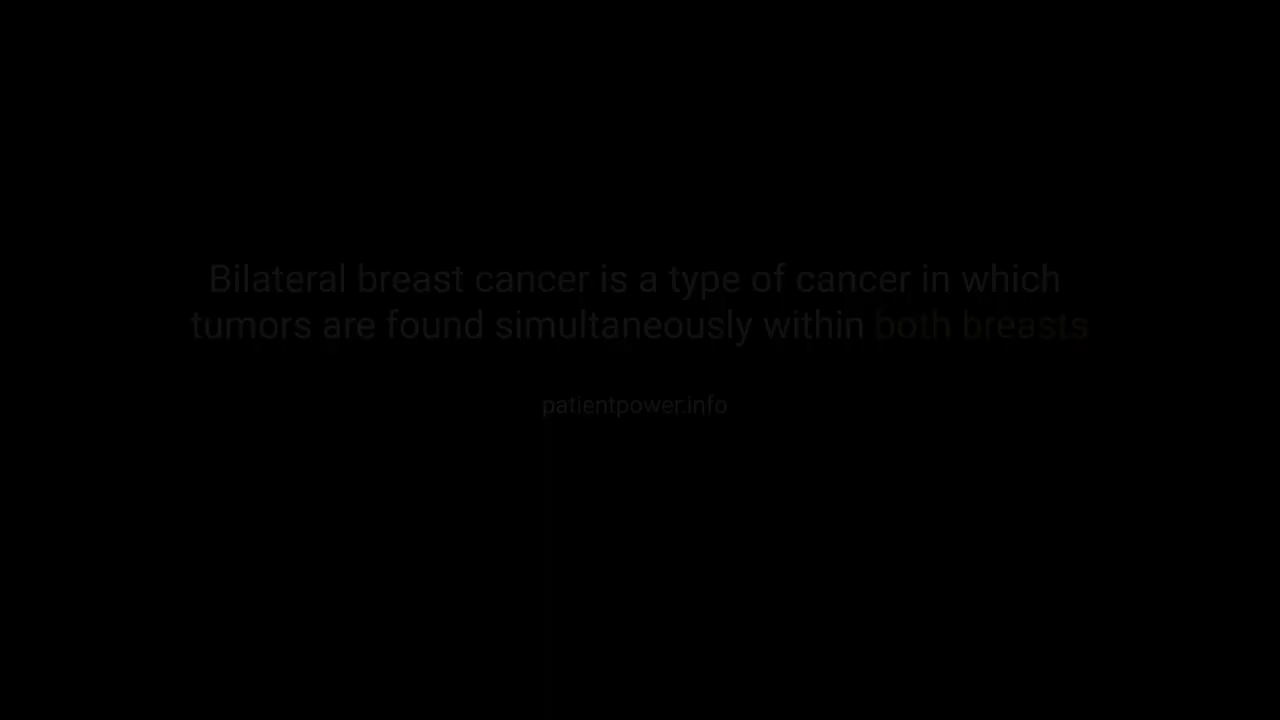 Bilateral breast cancer is a type of cancer in which
tumors are found simultaneously within both breasts
patientpower.info